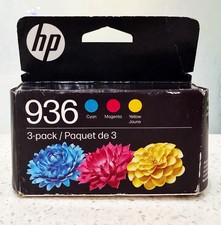 hp
936
Cyan
Magenta
Yellow
Jaune
3-pack / Paquet de 3